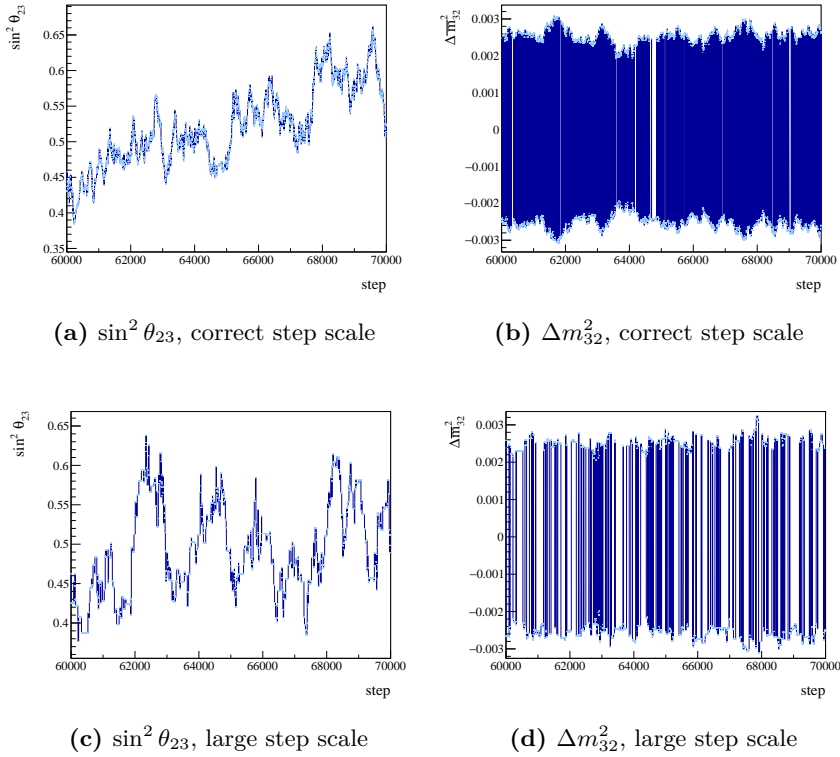 sin² θ₂₃
0.65
0.6
0.55
0.5
0.45
0.4
0.35
60000 62000 64000 66000 68000 70000
step
(a) sin² θ₂₃, correct step scale
Δm²₃₂
0.003
0.002
0.001
0
−0.001
−0.002
−0.003
60000 62000 64000 66000 68000 70000
step
(b) Δm²₃₂, correct step scale
sin² θ₂₃
0.65
0.6
0.55
0.5
0.45
0.4
60000 62000 64000 66000 68000 70000
step
(c) sin² θ₂₃, large step scale
Δm²₃₂
0.003
0.002
0.001
0
−0.001
−0.002
−0.003
60000 62000 64000 66000 68000 70000
step
(d) Δm²₃₂, large step scale